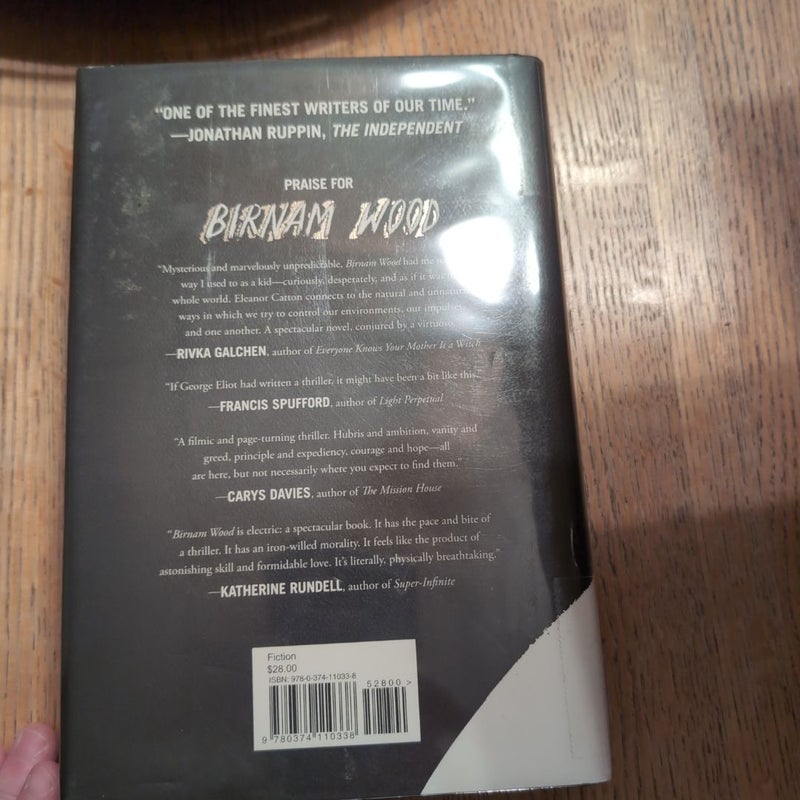 “ONE OF THE FINEST WRITERS OF OUR TIME.”
—JONATHAN RUPPIN, THE INDEPENDENT
PRAISE FOR
BIRNAM WOOD
“Mysterious and marvelously unpredictable, Birnam Wood had me
way I used to as a kid—curiously, desperately, and as if it was
whole world. Eleanor Catton connects to the natural and unnatural
ways in which we try to control our environments, our impulses,
and one another. A spectacular novel, conjured by a virtuoso.
—RIVKA GALCHEN, author of Everyone Knows Your Mother Is a Witch
“If George Eliot had written a thriller, it might have been a bit like this.”
—FRANCIS SPUFFORD, author of Light Perpetual
“A filmic and page-turning thriller. Hubris and ambition, vanity and
greed, principle and expediency, courage and hope—all
are here, but not necessarily where you expect to find them.”
—CARYS DAVIES, author of The Mission House
“Birnam Wood is electric: a spectacular book. It has the pace and bite of
a thriller. It has an iron-willed morality. It feels like the product of
astonishing skill and formidable love. It’s literally, physically breathtaking.”
—KATHERINE RUNDELL, author of Super-Infinite
Fiction
$28.00
ISBN: 978-0-374-11033-8
52800 >
9 780374 110338